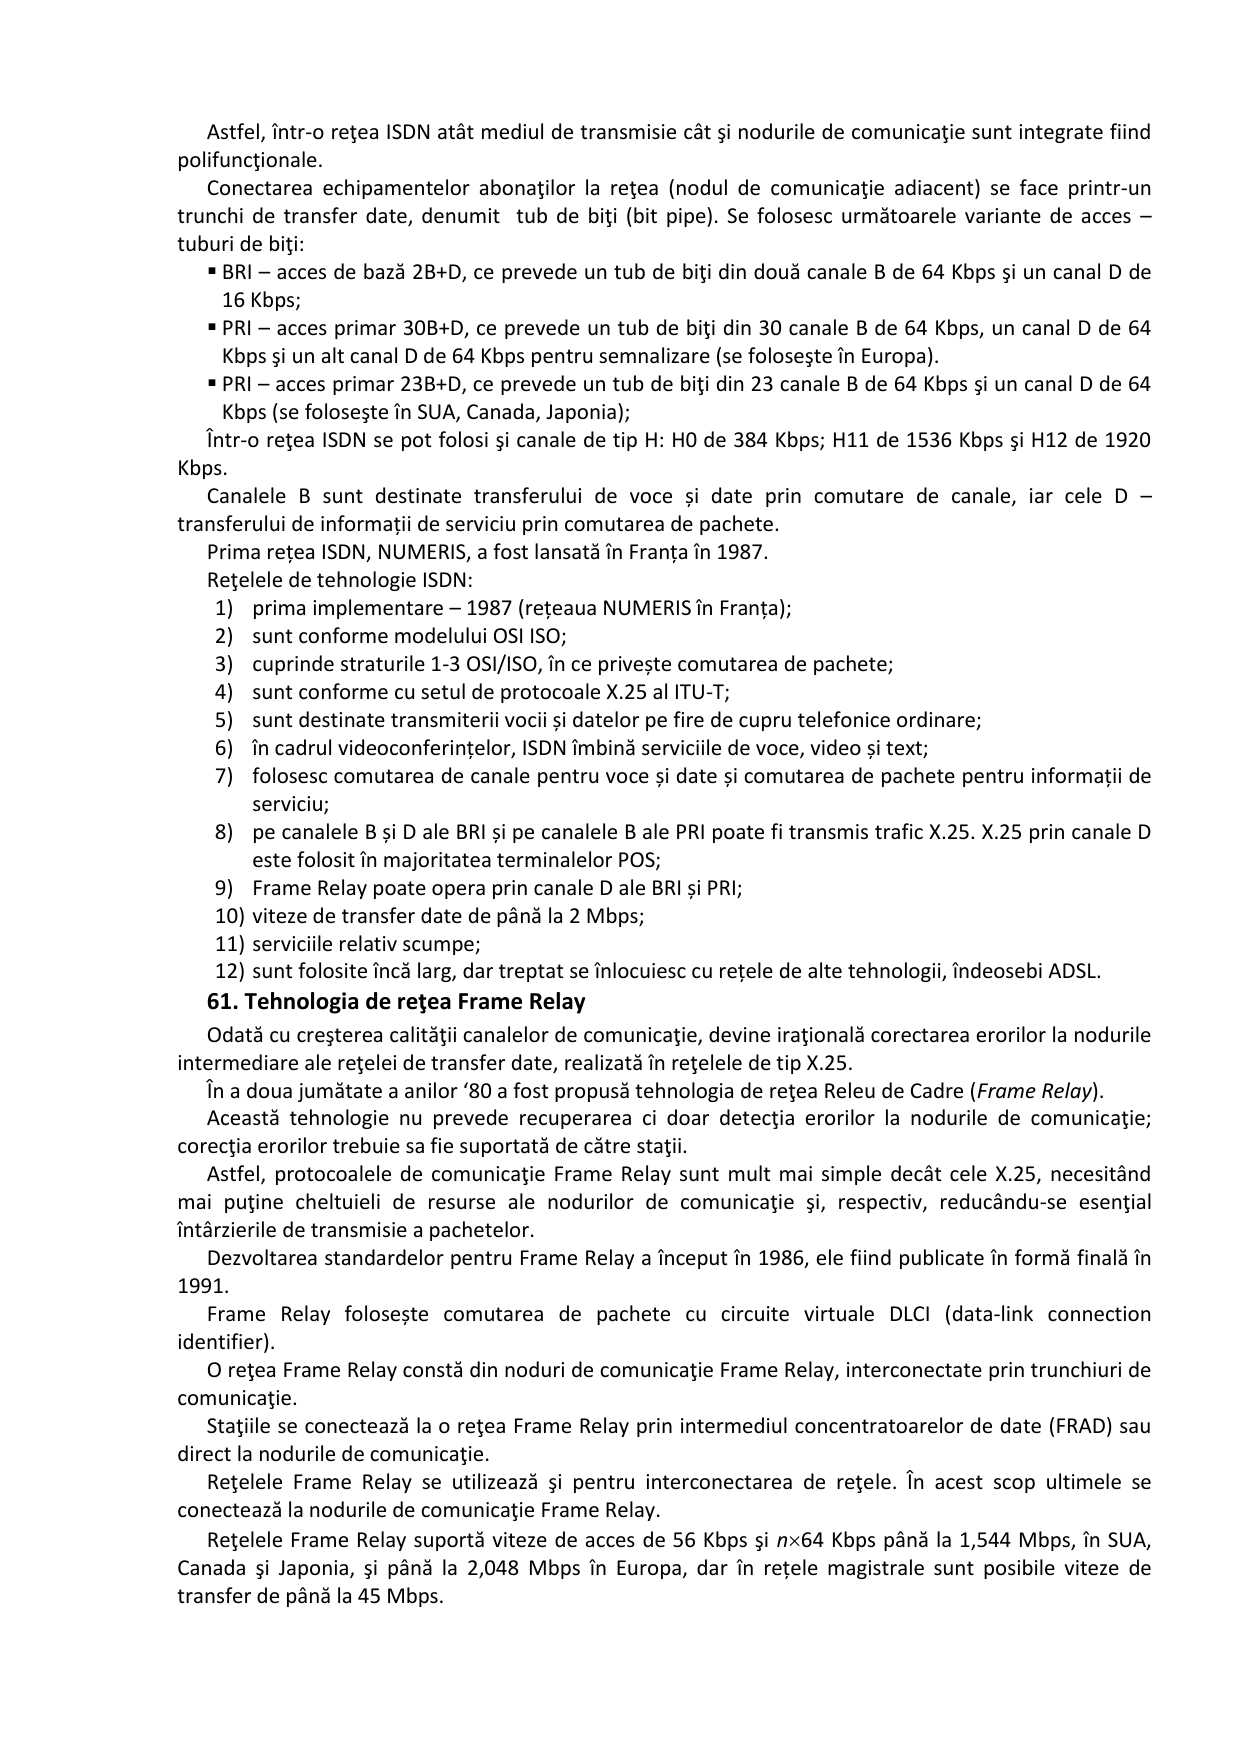 Astfel, într-o reţea ISDN atât mediul de transmisie cât şi nodurile de comunicaţie sunt integrate fiind
polifuncţionale.
Conectarea echipamentelor abonaţilor la reţea (nodul de comunicaţie adiacent) se face printr-un
trunchi de transfer date, denumit tub de biţi (bit pipe). Se folosesc următoarele variante de acces –
tuburi de biţi:
▪ BRI – acces de bază 2B+D, ce prevede un tub de biţi din două canale B de 64 Kbps şi un canal D de
16 Kbps;
▪ PRI – acces primar 30B+D, ce prevede un tub de biţi din 30 canale B de 64 Kbps, un canal D de 64
Kbps şi un alt canal D de 64 Kbps pentru semnalizare (se foloseşte în Europa).
▪ PRI – acces primar 23B+D, ce prevede un tub de biţi din 23 canale B de 64 Kbps şi un canal D de 64
Kbps (se foloseşte în SUA, Canada, Japonia);
Într-o reţea ISDN se pot folosi şi canale de tip H: H0 de 384 Kbps; H11 de 1536 Kbps şi H12 de 1920
Kbps.
Canalele B sunt destinate transferului de voce și date prin comutare de canale, iar cele D –
transferului de informații de serviciu prin comutarea de pachete.
Prima rețea ISDN, NUMERIS, a fost lansată în Franța în 1987.
Reţelele de tehnologie ISDN:
1) prima implementare – 1987 (rețeaua NUMERIS în Franța);
2) sunt conforme modelului OSI ISO;
3) cuprinde straturile 1-3 OSI/ISO, în ce privește comutarea de pachete;
4) sunt conforme cu setul de protocoale X.25 al ITU-T;
5) sunt destinate transmiterii vocii și datelor pe fire de cupru telefonice ordinare;
6) în cadrul videoconferințelor, ISDN îmbină serviciile de voce, video și text;
7) folosesc comutarea de canale pentru voce și date și comutarea de pachete pentru informații de
serviciu;
8) pe canalele B și D ale BRI și pe canalele B ale PRI poate fi transmis trafic X.25. X.25 prin canale D
este folosit în majoritatea terminalelor POS;
9) Frame Relay poate opera prin canale D ale BRI și PRI;
10) viteze de transfer date de până la 2 Mbps;
11) serviciile relativ scumpe;
12) sunt folosite încă larg, dar treptat se înlocuiesc cu rețele de alte tehnologii, îndeosebi ADSL.
61. Tehnologia de reţea Frame Relay
Odată cu creşterea calităţii canalelor de comunicaţie, devine iraţională corectarea erorilor la nodurile
intermediare ale reţelei de transfer date, realizată în reţelele de tip X.25.
În a doua jumătate a anilor ‘80 a fost propusă tehnologia de reţea Releu de Cadre (Frame Relay).
Această tehnologie nu prevede recuperarea ci doar detecţia erorilor la nodurile de comunicaţie;
corecţia erorilor trebuie sa fie suportată de către staţii.
Astfel, protocoalele de comunicaţie Frame Relay sunt mult mai simple decât cele X.25, necesitând
mai puţine cheltuieli de resurse ale nodurilor de comunicaţie şi, respectiv, reducându-se esenţial
întârzierile de transmisie a pachetelor.
Dezvoltarea standardelor pentru Frame Relay a început în 1986, ele fiind publicate în formă finală în
1991.
Frame Relay folosește comutarea de pachete cu circuite virtuale DLCI (data-link connection
identifier).
O reţea Frame Relay constă din noduri de comunicaţie Frame Relay, interconectate prin trunchiuri de
comunicaţie.
Staţiile se conectează la o reţea Frame Relay prin intermediul concentratoarelor de date (FRAD) sau
direct la nodurile de comunicaţie.
Reţelele Frame Relay se utilizează şi pentru interconectarea de reţele. În acest scop ultimele se
conectează la nodurile de comunicaţie Frame Relay.
Reţelele Frame Relay suportă viteze de acces de 56 Kbps şi n×64 Kbps până la 1,544 Mbps, în SUA,
Canada şi Japonia, şi până la 2,048 Mbps în Europa, dar în rețele magistrale sunt posibile viteze de
transfer de până la 45 Mbps.